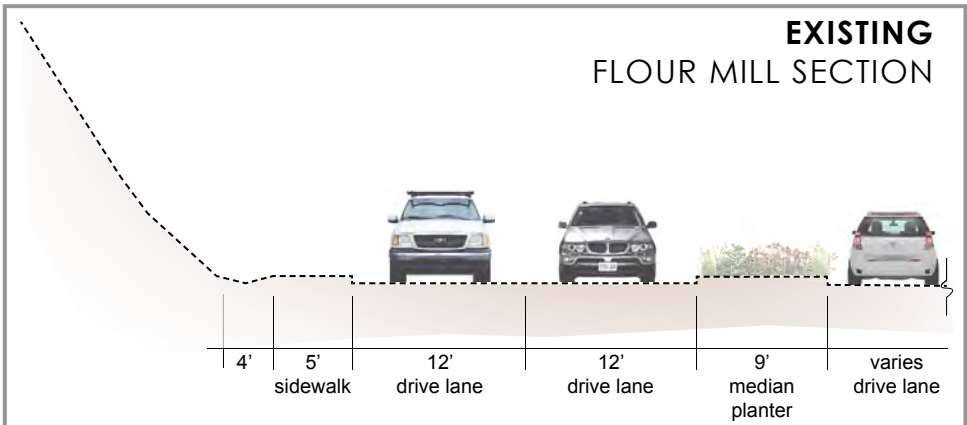 EXISTING
FLOUR MILL SECTION
4’
5’
sidewalk
12’
drive lane
12’
drive lane
9’
median
planter
varies
drive lane